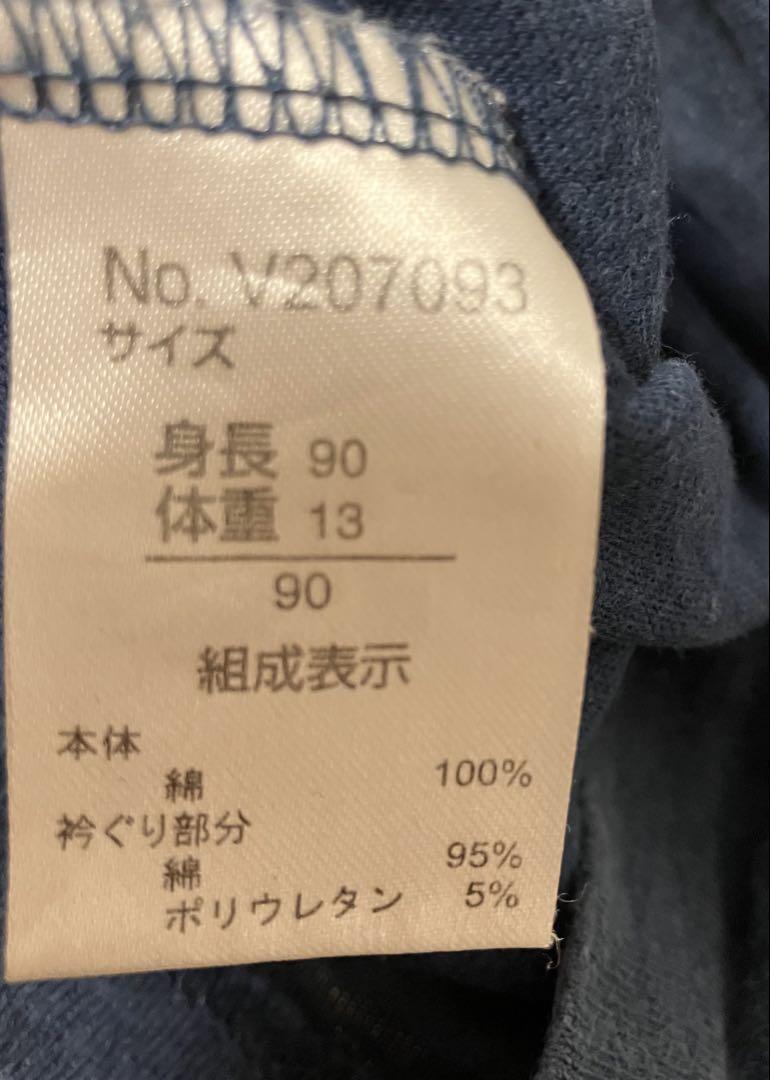 No. V207093
サイズ
身長 90
体重 13
90
組成表示
本体
綿 100%
衿ぐり部分
綿 95%
ポリウレタン 5%